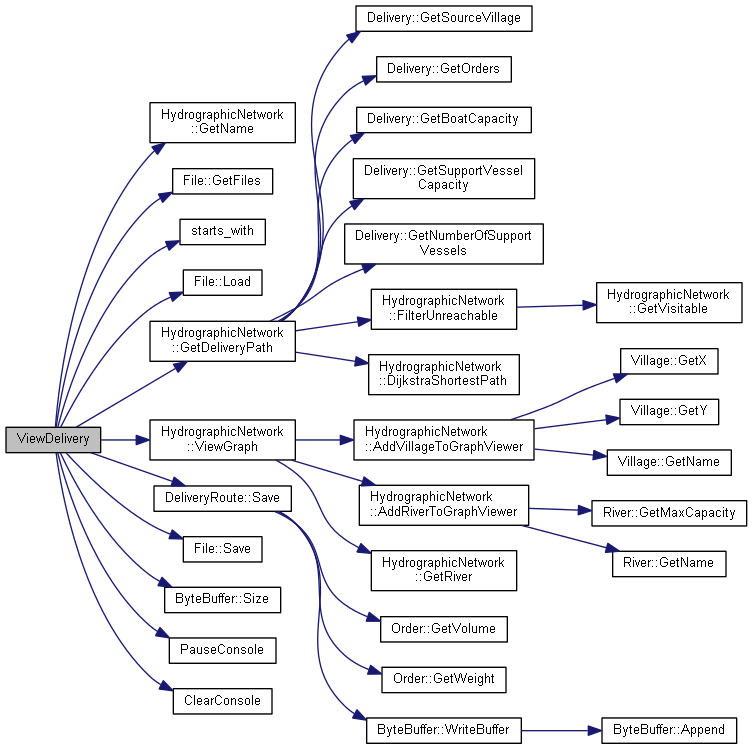 ViewDelivery
HydrographicNetwork
::GetName
File::GetFiles
starts_with
File::Load
HydrographicNetwork
::GetDeliveryPath
HydrographicNetwork
::ViewGraph
DeliveryRoute::Save
File::Save
ByteBuffer::Size
PauseConsole
ClearConsole
Delivery::GetSourceVillage
Delivery::GetOrders
Delivery::GetBoatCapacity
Delivery::GetSupportVessel
Capacity
Delivery::GetNumberOfSupport
Vessels
HydrographicNetwork
::FilterUnreachable
HydrographicNetwork
::DijkstraShortestPath
HydrographicNetwork
::AddVillageToGraphViewer
HydrographicNetwork
::AddRiverToGraphViewer
HydrographicNetwork
::GetRiver
Order::GetVolume
Order::GetWeight
ByteBuffer::WriteBuffer
HydrographicNetwork
::GetVisitable
Village::GetX
Village::GetY
Village::GetName
River::GetMaxCapacity
River::GetName
ByteBuffer::Append